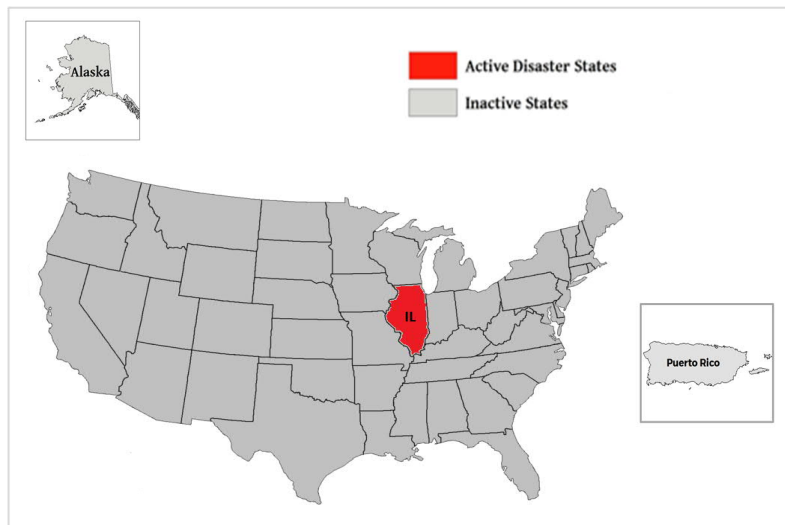 Alaska
Active Disaster States
Inactive States
IL
Puerto Rico